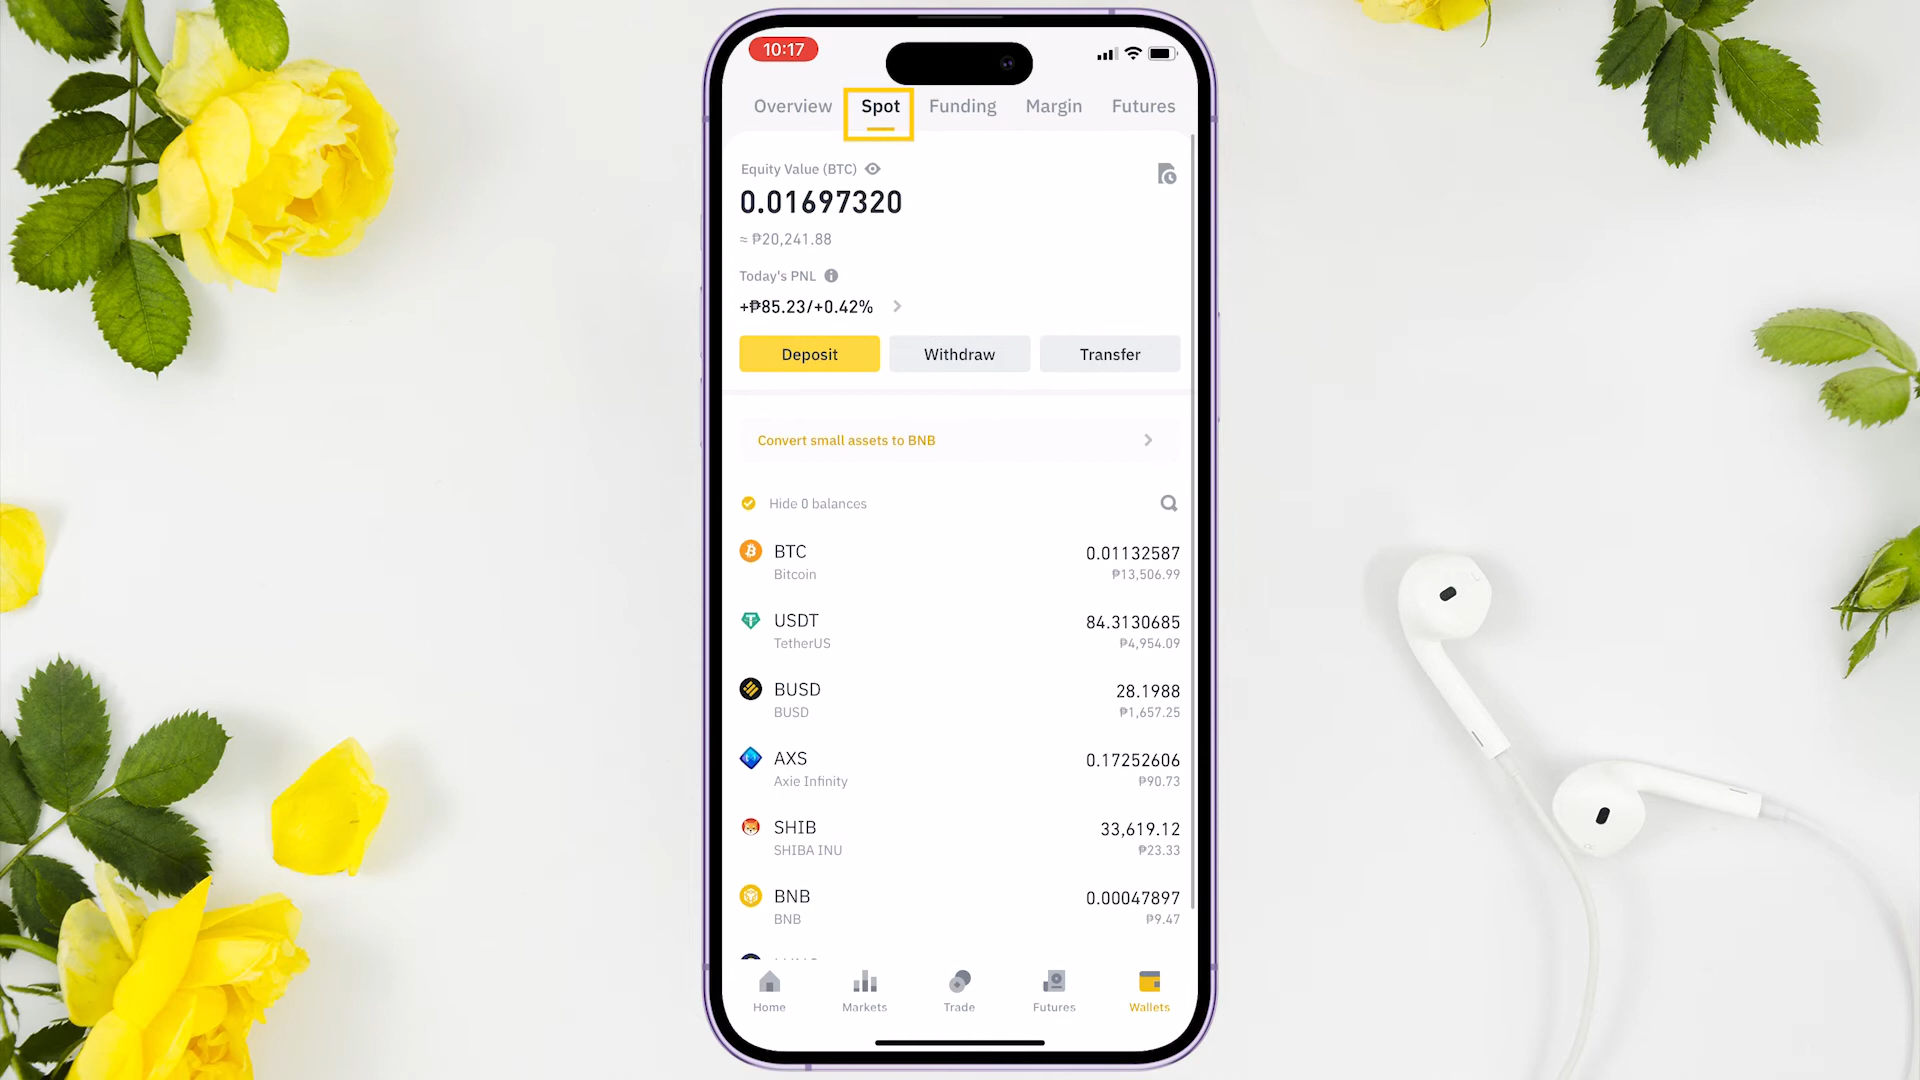 10:17
Overview Spot Funding Margin Futures
Equity Value (BTC)
0.01697320
≈ ₱20,241.88
Today's PNL
+₱85.23/+0.42%
Deposit Withdraw Transfer
Convert small assets to BNB
Hide 0 balances
BTC 0.01132587
Bitcoin ₱13,506.99
USDT 84.3130685
TetherUS ₱4,954.09
BUSD 28.1988
BUSD ₱1,657.25
AXS 0.17252606
Axie Infinity ₱90.73
SHIB 33,619.12
SHIBA INU ₱23.33
BNB 0.00047897
BNB ₱9.47
Home Markets Trade Futures Wallets